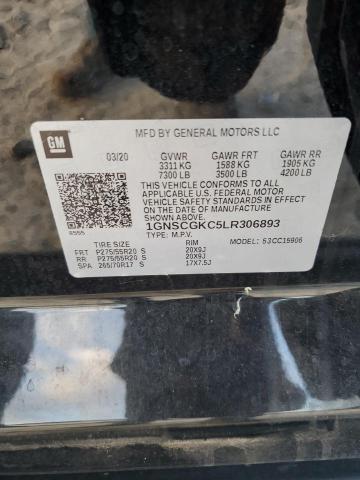 GM
MFD BY GENERAL MOTORS LLC
03/20 GVWR GAWR FRT GAWR RR
3311 KG 1588 KG 1905 KG
7300 LB 3500 LB 4200 LB
THIS VEHICLE CONFORMS TO ALL
APPLICABLE U.S. FEDERAL MOTOR
VEHICLE SAFETY STANDARDS IN
EFFECT ON THE DATE OF MANUFACTURE
SHOWN ABOVE.
1GNSCGKC5LR306893
TYPE: M.P.V. MODEL: 53CC15906
TIRE SIZE RIM
FRT P275/55R20 S 20X9J
RR P275/55R20 S 20X9J
SPA 265/70R17 S 17X7.5J